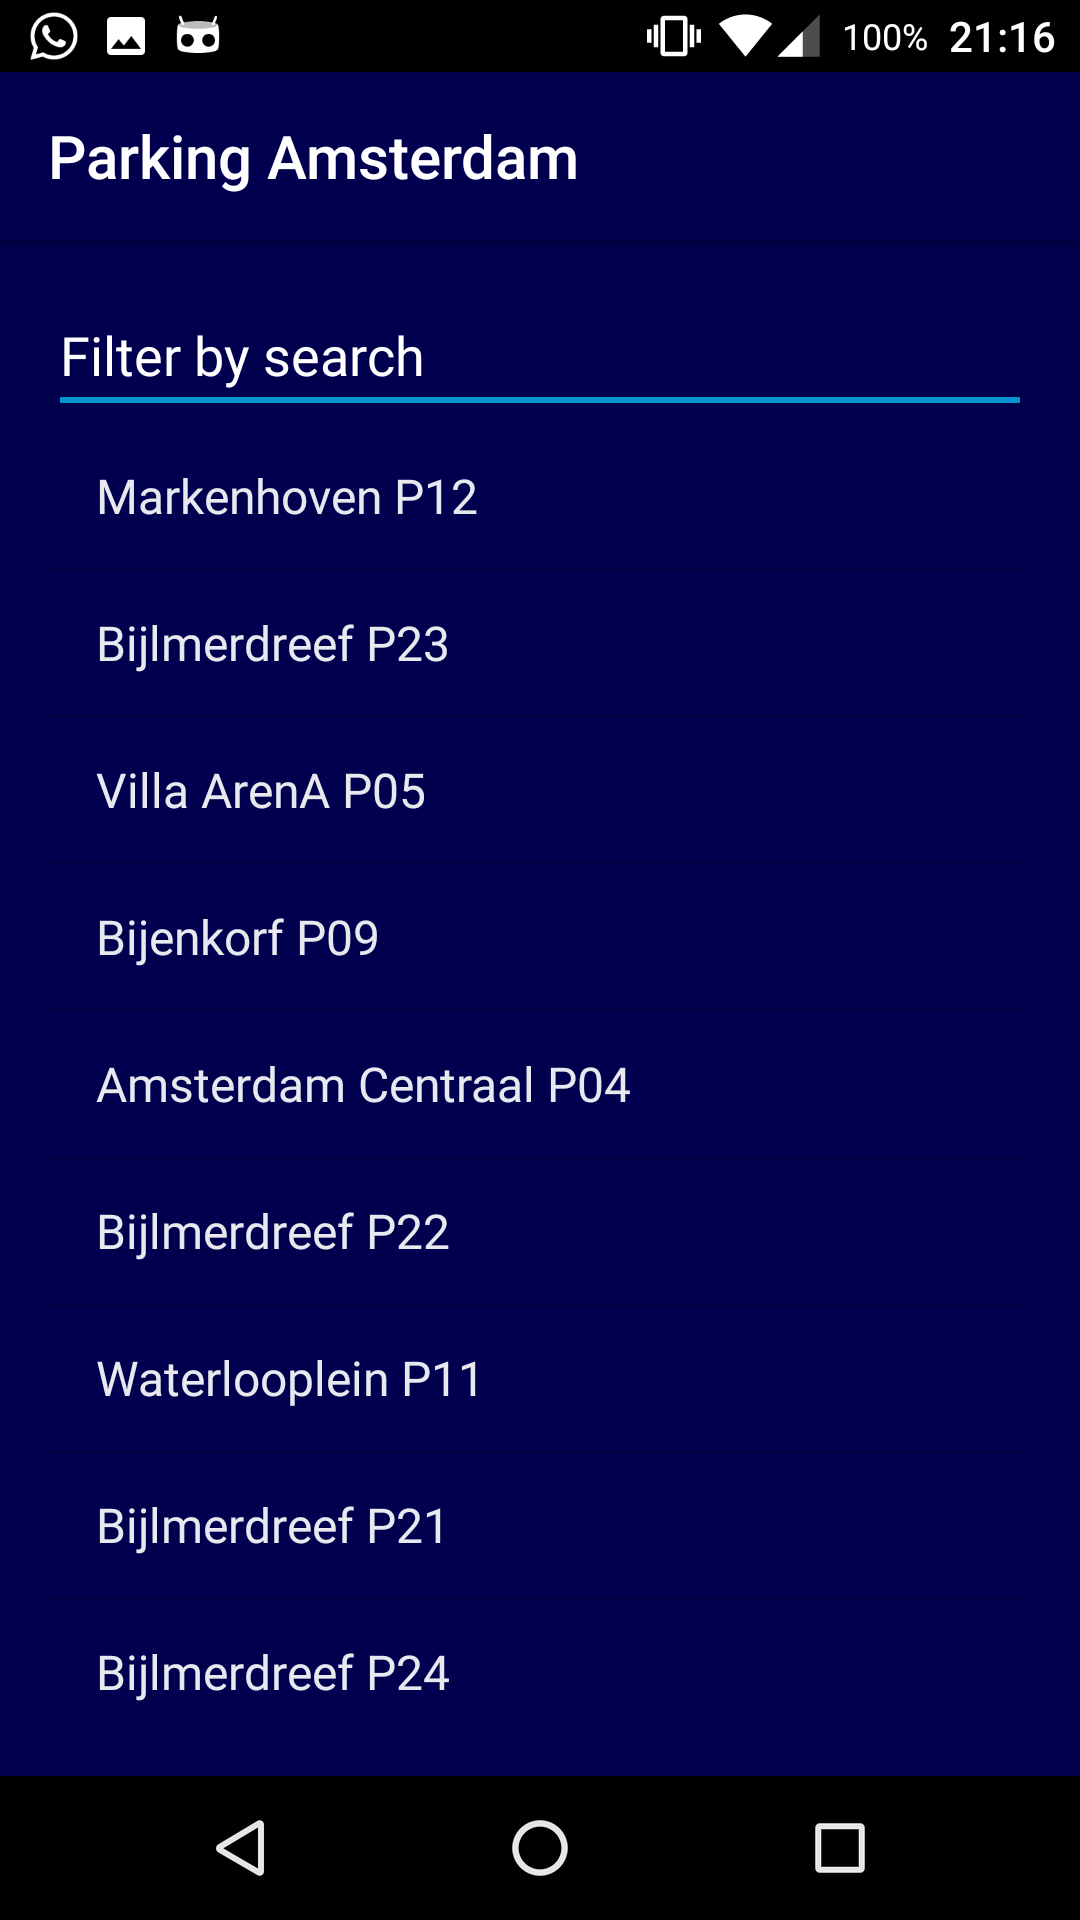 100% 21:16
Parking Amsterdam
Filter by search
Markenhoven P12
Bijlmerdreef P23
Villa ArenA P05
Bijenkorf P09
Amsterdam Centraal P04
Bijlmerdreef P22
Waterlooplein P11
Bijlmerdreef P21
Bijlmerdreef P24